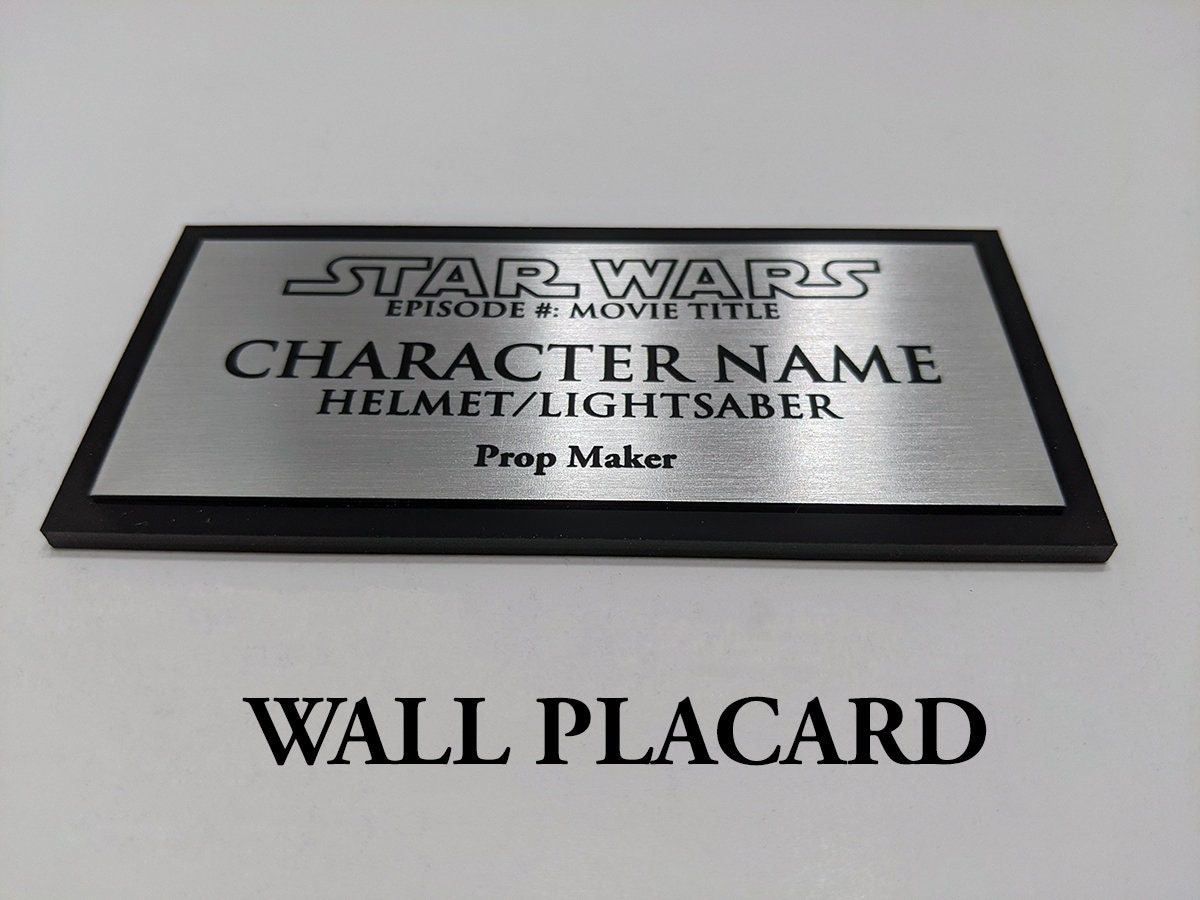 STAR WARS
EPISODE #: MOVIE TITLE
CHARACTER NAME
HELMET/LIGHTSABER
Prop Maker
WALL PLACARD